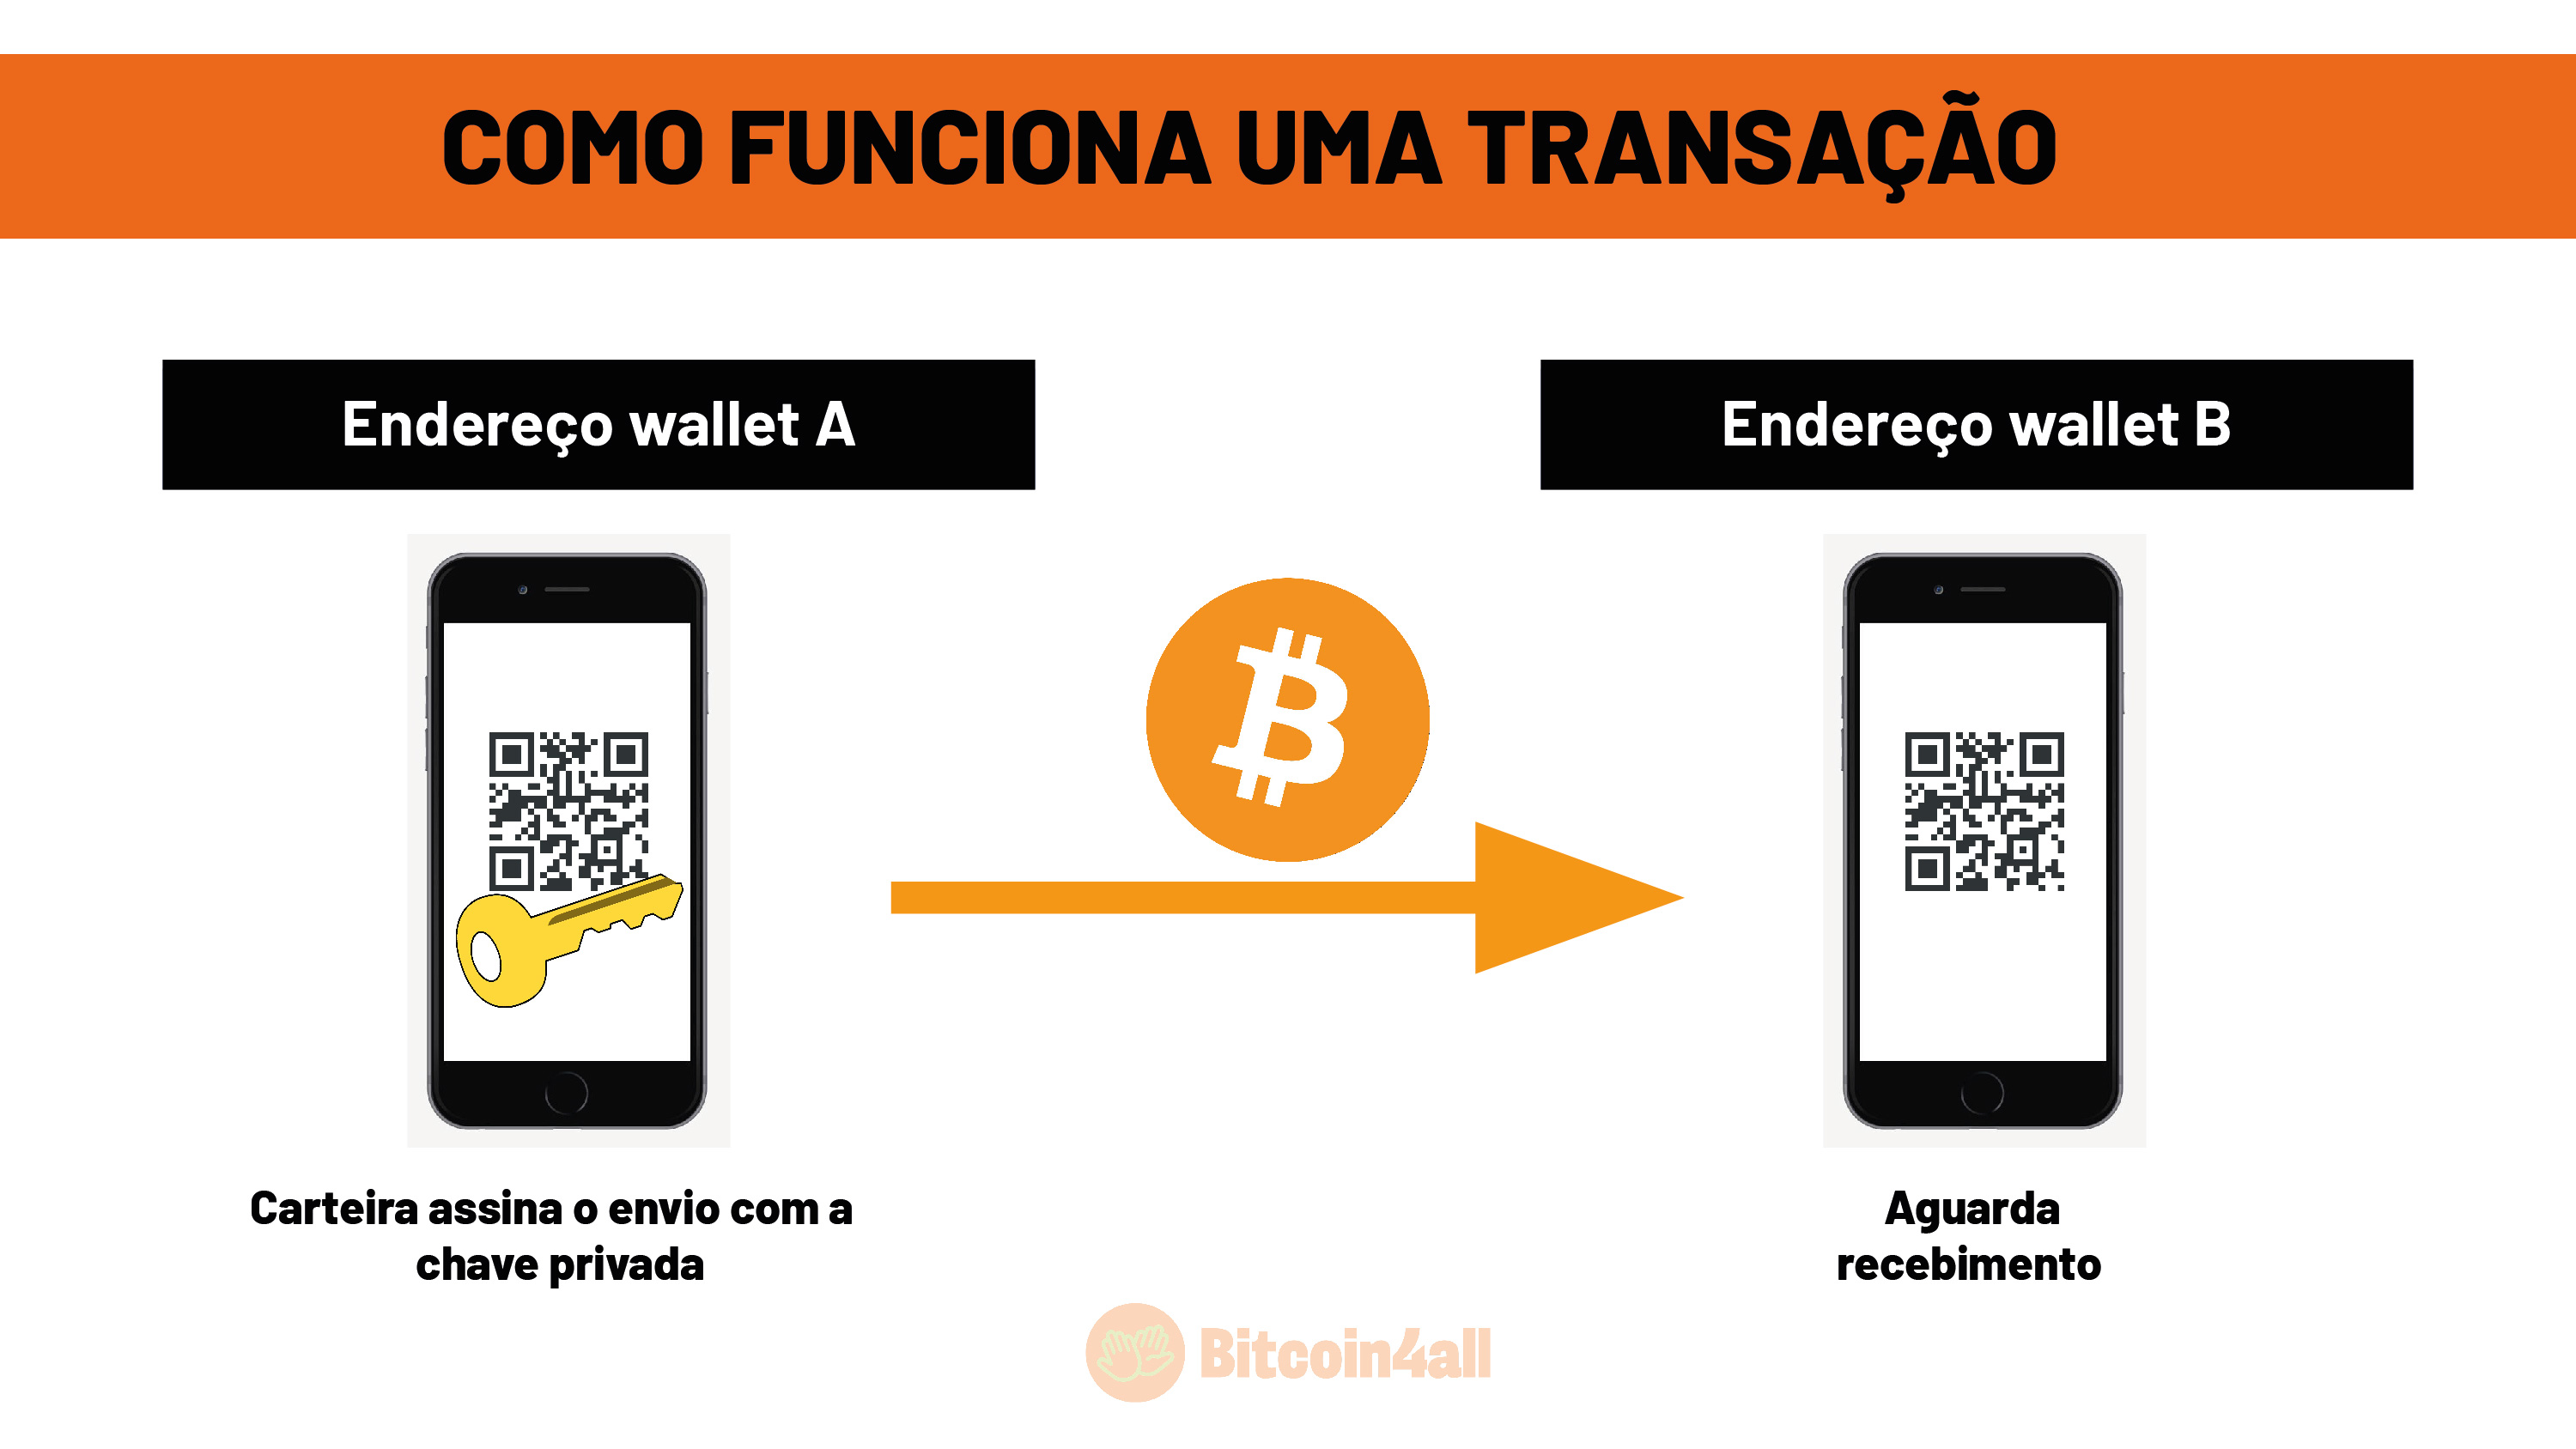 COMO FUNCIONA UMA TRANSAÇÃO
Endereço wallet A
Endereço wallet B
Carteira assina o envio com a
chave privada
Aguarda
recebimento
Bitcoin4all